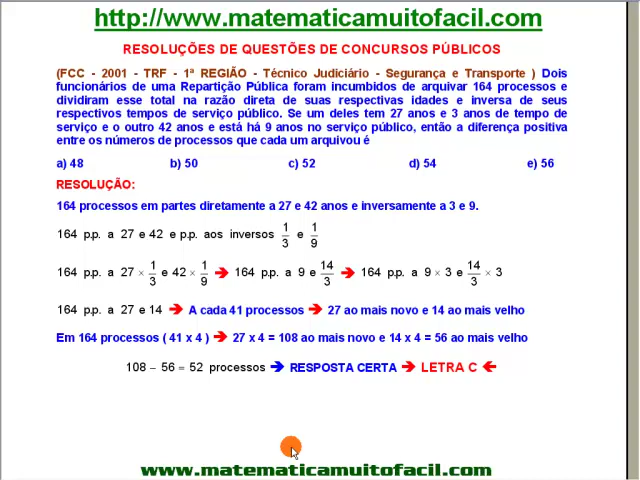 http://www.matematicamuitofacil.com
RESOLUÇÕES DE QUESTÕES DE CONCURSOS PÚBLICOS
(FCC - 2001 - TRF - 1ª REGIÃO - Técnico Judiciário - Segurança e Transporte ) Dois
funcionários de uma Repartição Pública foram incumbidos de arquivar 164 processos e
dividiram esse total na razão direta de suas respectivas idades e inversa de seus
respectivos tempos de serviço público. Se um deles tem 27 anos e 3 anos de tempo de
serviço e o outro 42 anos e está há 9 anos no serviço público, então a diferença positiva
entre os números de processos que cada um arquivou é
a) 48 b) 50 c) 52 d) 54 e) 56
RESOLUÇÃO:
164 processos em partes diretamente a 27 e 42 anos e inversamente a 3 e 9.
164 p.p. a 27 e 42 e p.p. aos inversos 1/3 e 1/9
164 p.p. a 27 × 1/3 e 42 × 1/9 ➔ 164 p.p. a 9 e 14/3 ➔ 164 p.p. a 9 × 3 e 14/3 × 3
164 p.p. a 27 e 14 ➔ A cada 41 processos ➔ 27 ao mais novo e 14 ao mais velho
Em 164 processos ( 41 x 4 ) ➔ 27 x 4 = 108 ao mais novo e 14 x 4 = 56 ao mais velho
108 − 56 = 52 processos ➔ RESPOSTA CERTA ➔ LETRA C 🡸
www.matematicamuitofacil.com